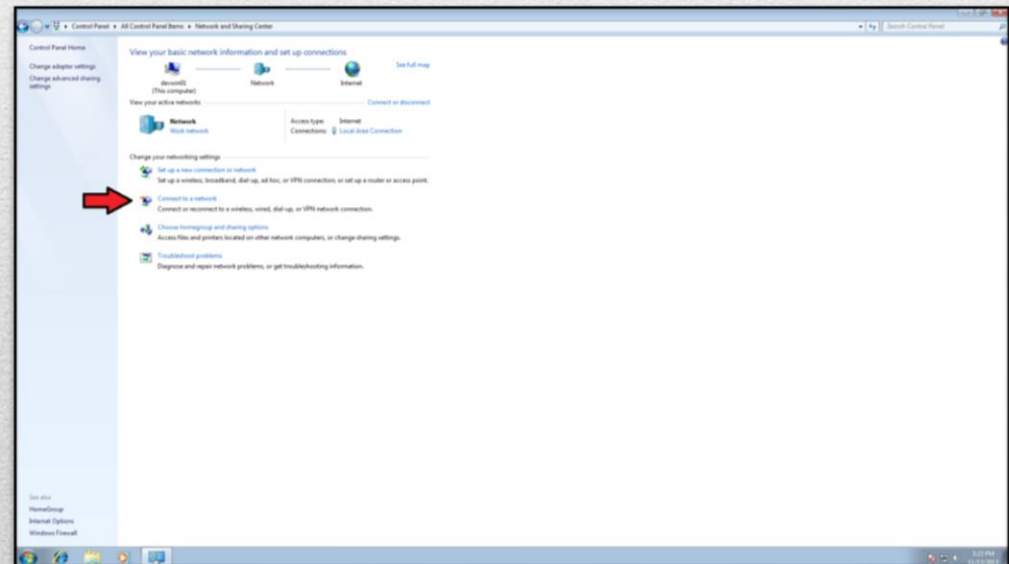 Control Panel ▸ All Control Panel Items ▸ Network and Sharing Center
Search Control Panel
Control Panel Home
Change adapter settings
Change advanced sharing
settings
View your basic network information and set up connections
See full map
devwin01
(This computer)
Network
Internet
View your active networks
Connect or disconnect
Network
Work network
Access type: Internet
Connections: Local Area Connection
Change your networking settings
Set up a new connection or network
Set up a wireless, broadband, dial-up, ad hoc, or VPN connection; or set up a router or access point.
Connect to a network
Connect or reconnect to a wireless, wired, dial-up, or VPN network connection.
Choose homegroup and sharing options
Access files and printers located on other network computers, or change sharing settings.
Troubleshoot problems
Diagnose and repair network problems, or get troubleshooting information.
See also
HomeGroup
Internet Options
Windows Firewall